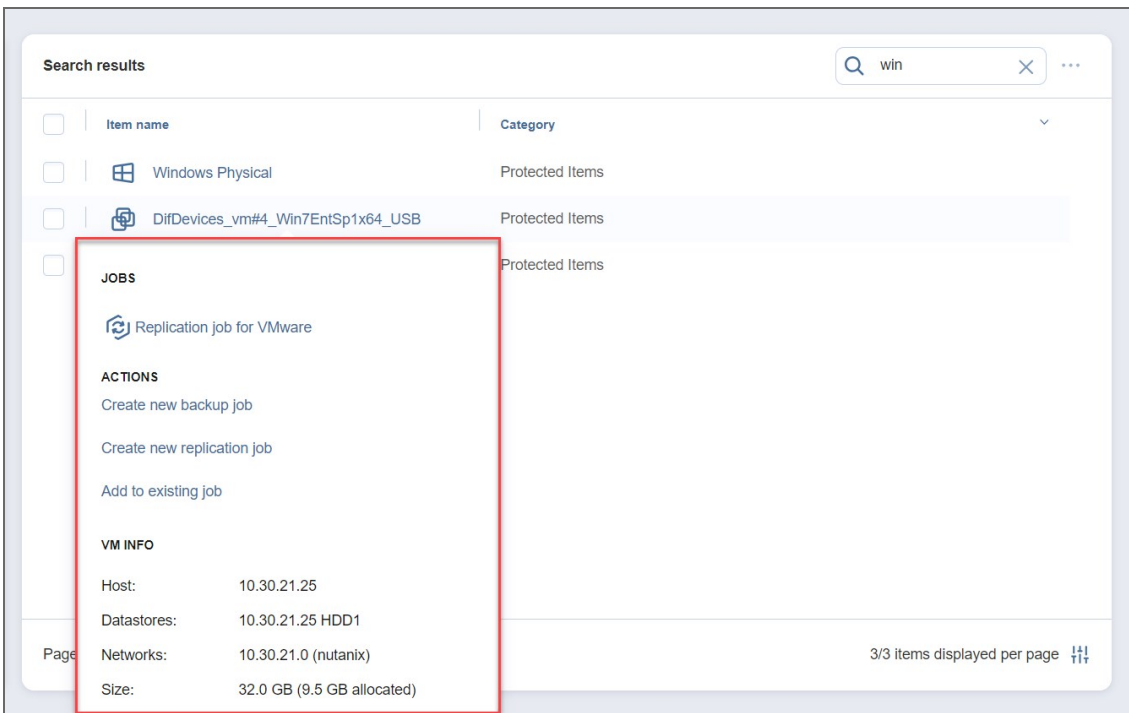 Search results
win
Item name Category
Windows Physical Protected Items
DifDevices_vm#4_Win7EntSp1x64_USB Protected Items
Protected Items
JOBS
Replication job for VMware
ACTIONS
Create new backup job
Create new replication job
Add to existing job
VM INFO
Host: 10.30.21.25
Datastores: 10.30.21.25 HDD1
Networks: 10.30.21.0 (nutanix)
Size: 32.0 GB (9.5 GB allocated)
Page
3/3 items displayed per page